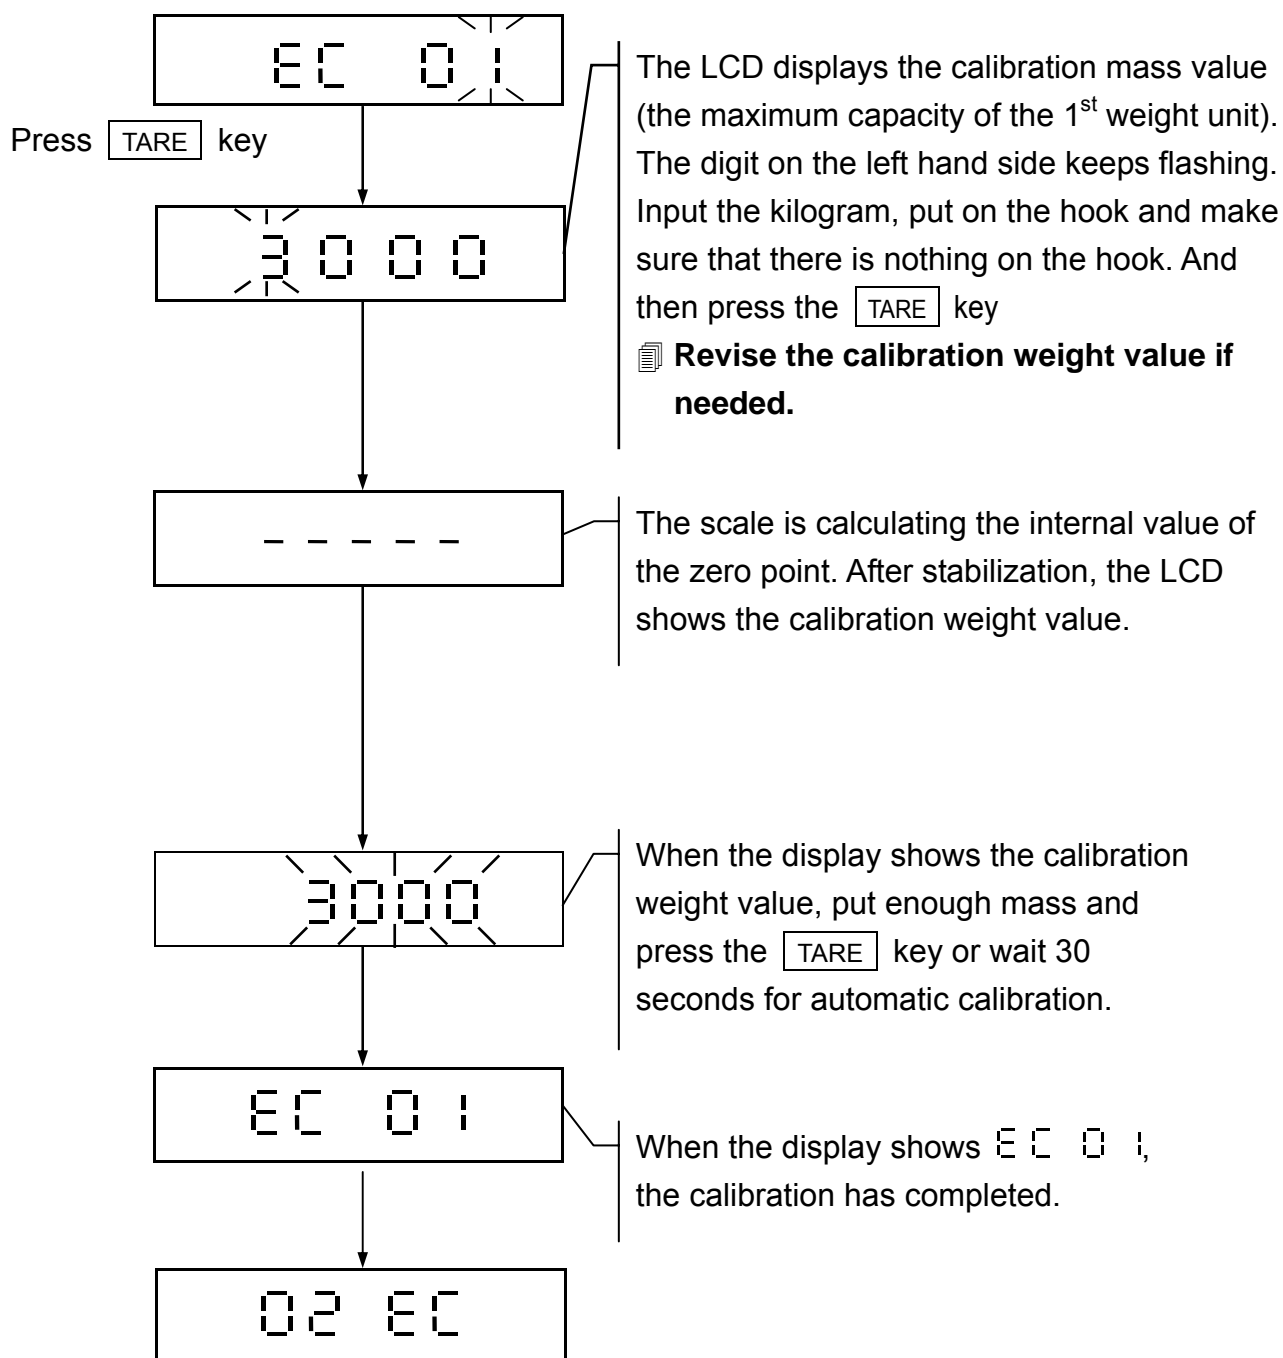 EC 01
Press TARE key
3000
The LCD displays the calibration mass value
(the maximum capacity of the 1st weight unit).
The digit on the left hand side keeps flashing.
Input the kilogram, put on the hook and make
sure that there is nothing on the hook. And
then press the TARE key
Revise the calibration weight value if
needed.
- - - - -
The scale is calculating the internal value of
the zero point. After stabilization, the LCD
shows the calibration weight value.
3000
When the display shows the calibration
weight value, put enough mass and
press the TARE key or wait 30
seconds for automatic calibration.
EC 01
When the display shows EC 01,
the calibration has completed.
02 EC